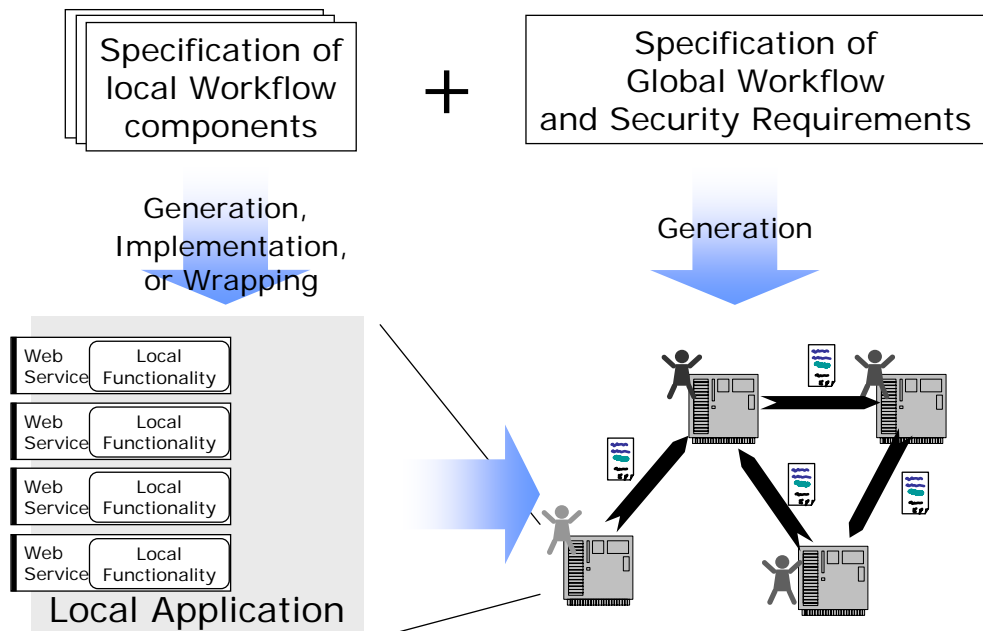 Specification of
local Workflow
components
+
Specification of
Global Workflow
and Security Requirements
Generation,
Implementation,
or Wrapping
Generation
Web
Service
Local
Functionality
Web
Service
Local
Functionality
Web
Service
Local
Functionality
Web
Service
Local
Functionality
Local Application